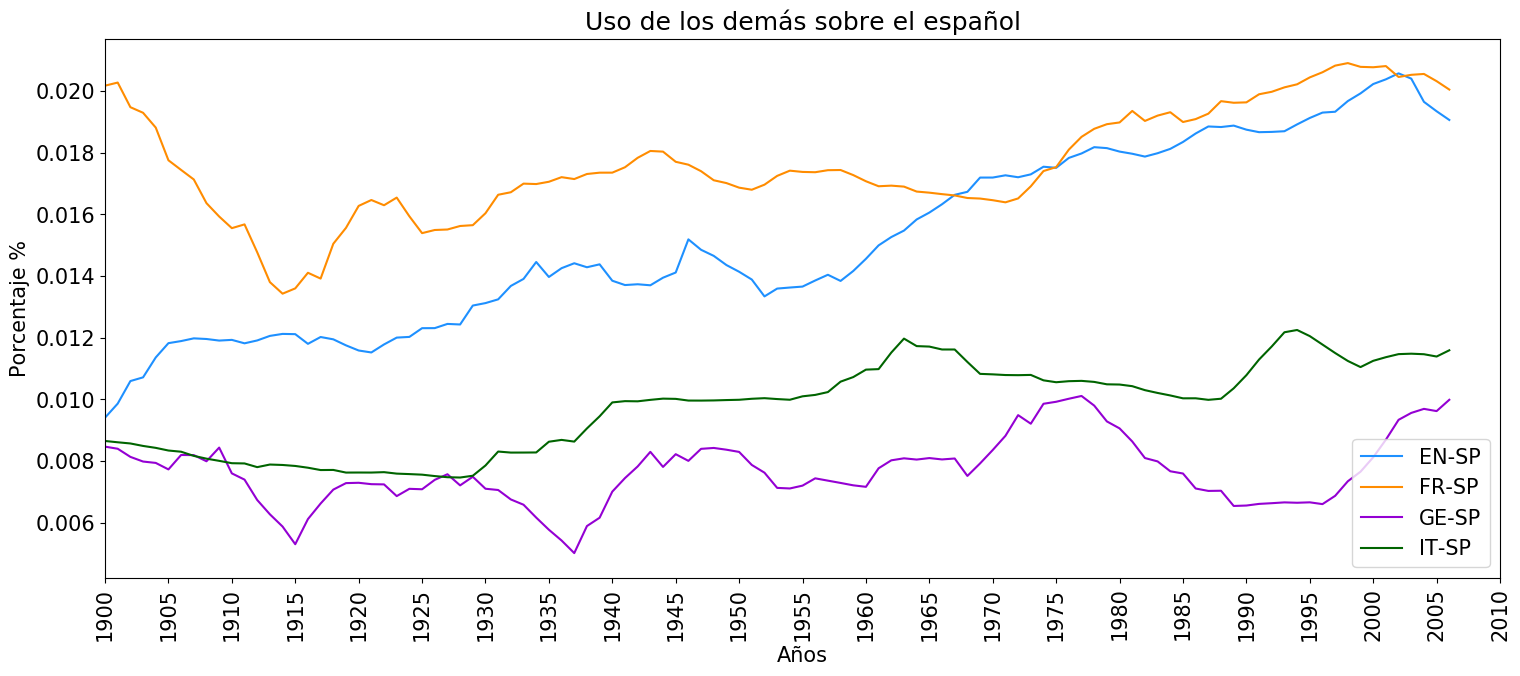 Uso de los demás sobre el español
Porcentaje %
0.020
0.018
0.016
0.014
0.012
0.010
0.008
0.006
EN-SP
FR-SP
GE-SP
IT-SP
1900 1905 1910 1915 1920 1925 1930 1935 1940 1945 1950 1955 1960 1965 1970 1975 1980 1985 1990 1995 2000 2005 2010
Años